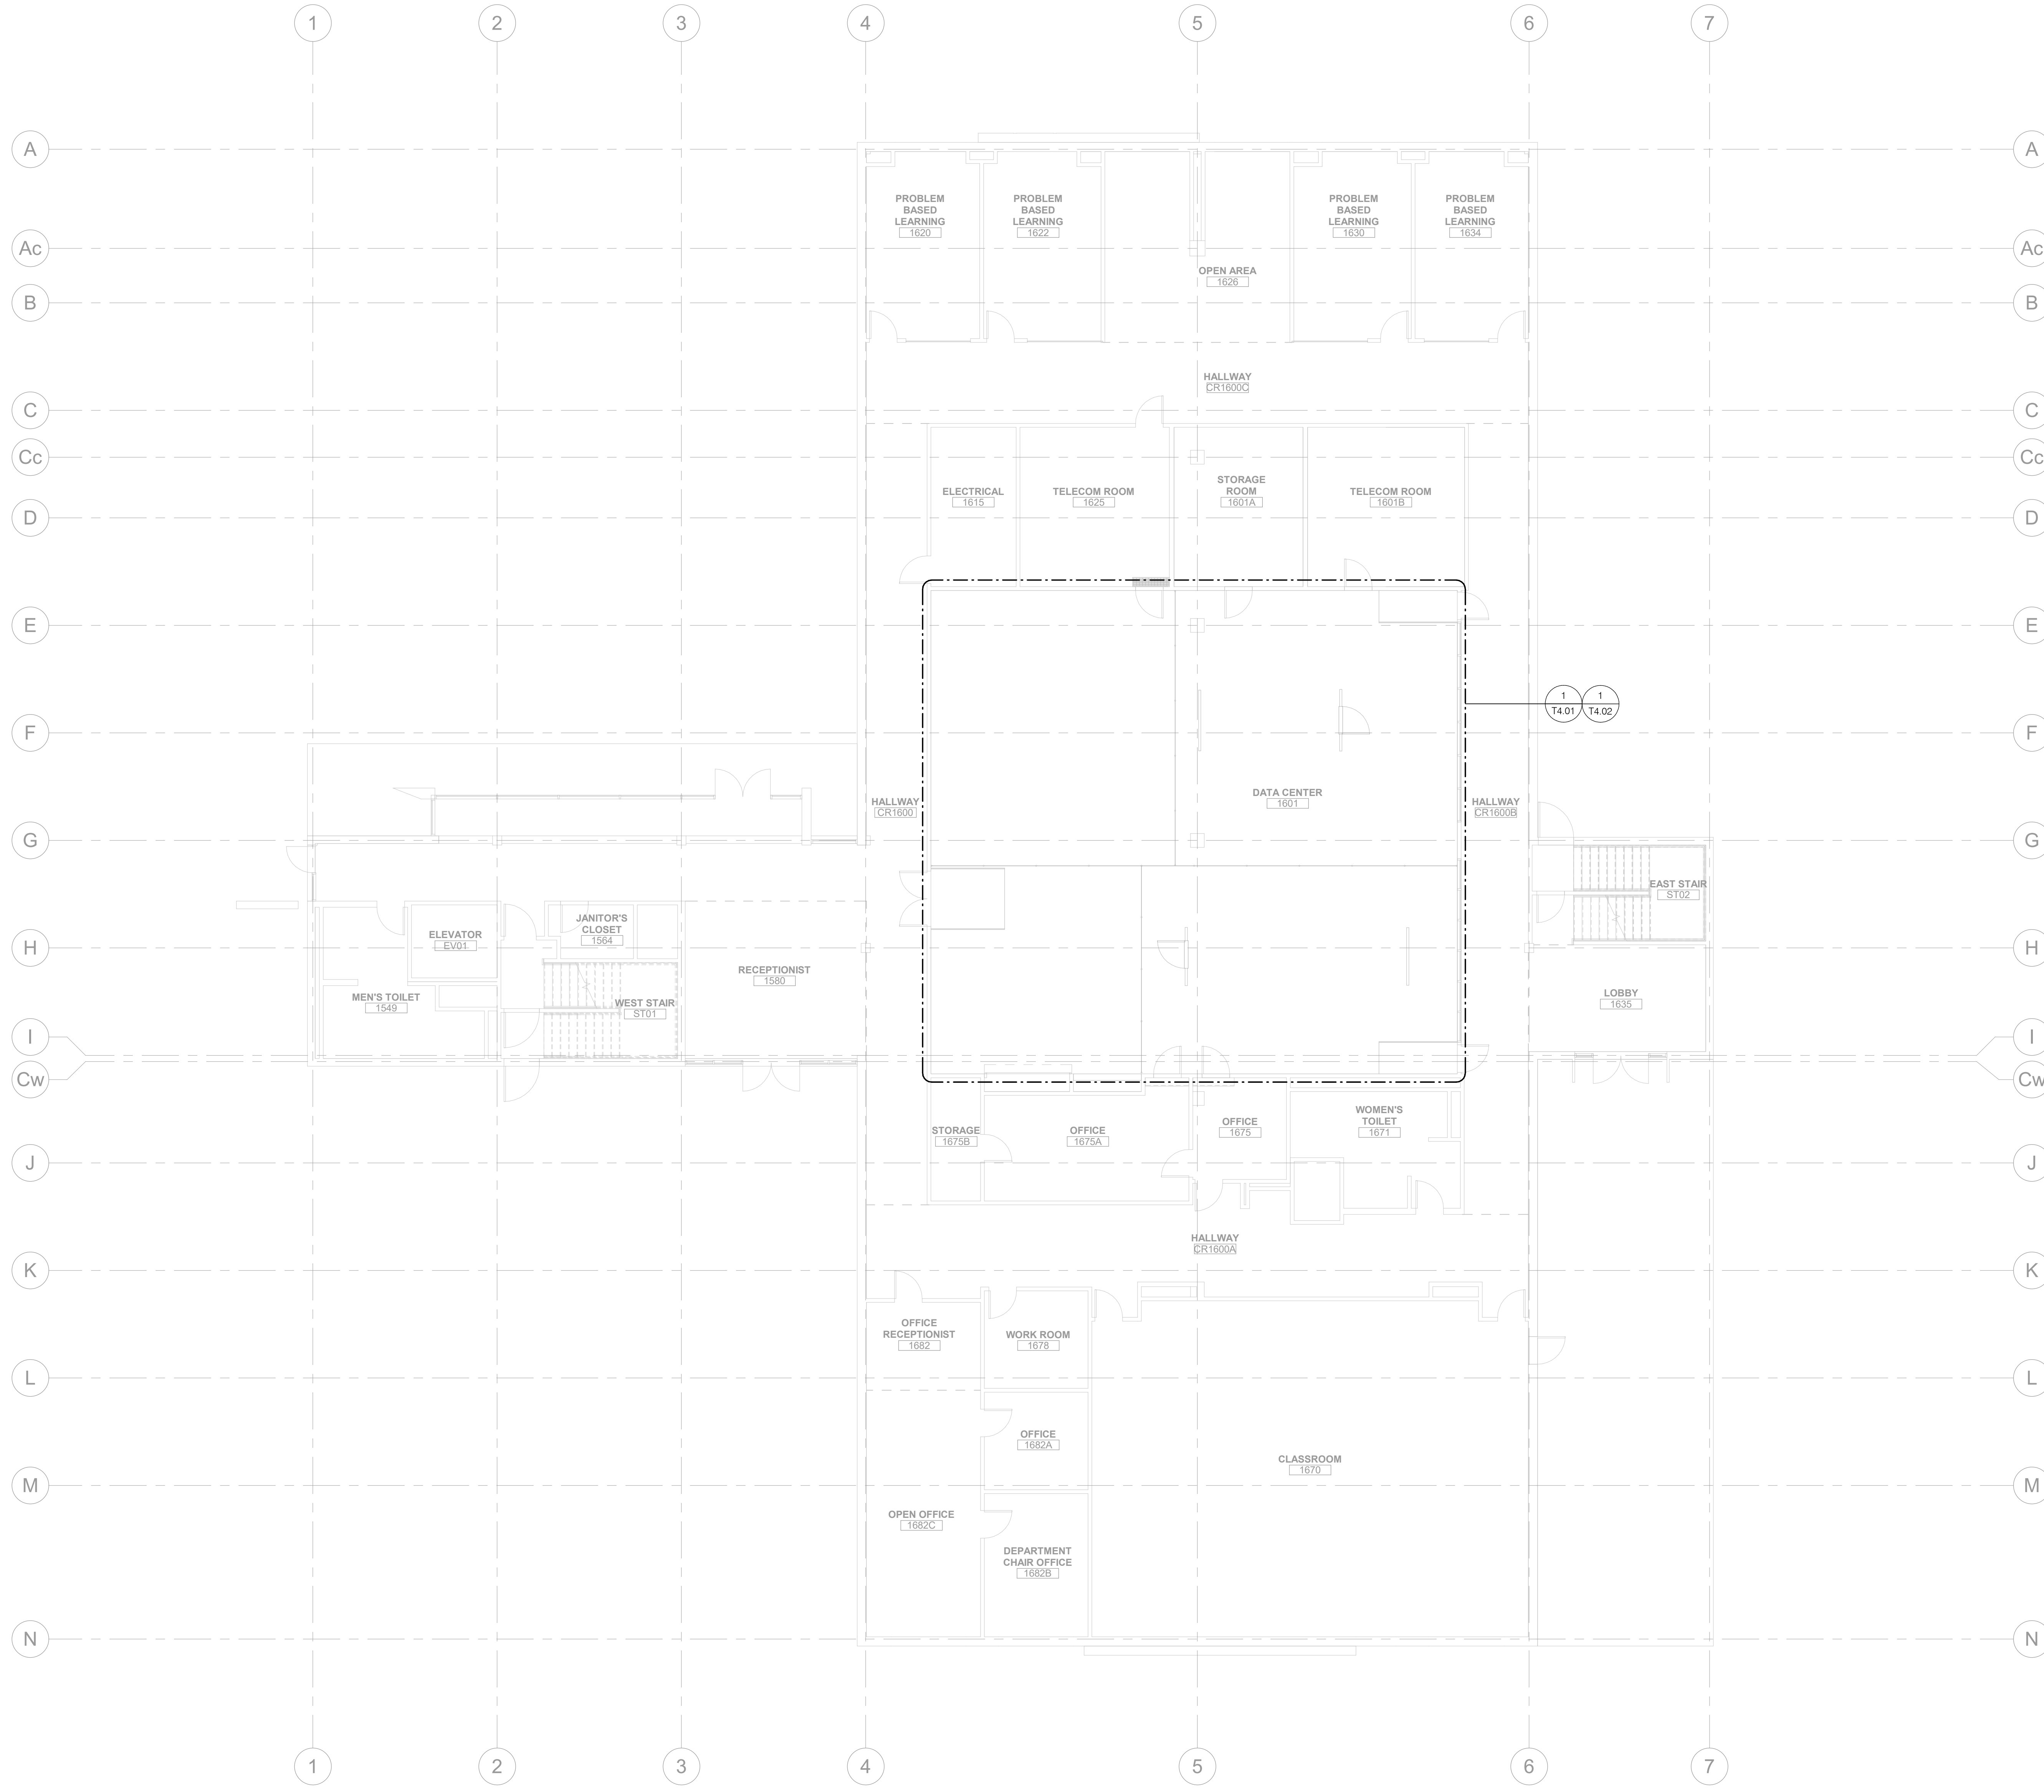 1
2
3
4
5
6
7
A
A
PROBLEM
BASED
LEARNING
1620
PROBLEM
BASED
LEARNING
1622
PROBLEM
BASED
LEARNING
1630
PROBLEM
BASED
LEARNING
1634
Ac
Ac
OPEN AREA
1626
B
B
HALLWAY
CR1600C
C
C
Cc
Cc
ELECTRICAL
1615
TELECOM ROOM
1625
STORAGE
ROOM
1601A
TELECOM ROOM
1601B
D
D
E
E
1
T4.01
1
T4.02
F
F
HALLWAY
CR1600
DATA CENTER
1601
HALLWAY
CR1600B
G
G
EAST STAIR
ST02
JANITOR'S
CLOSET
1564
ELEVATOR
EV01
H
H
RECEPTIONIST
1580
MEN'S TOILET
1549
WEST STAIR
ST01
LOBBY
1635
I
I
Cw
Cw
STORAGE
1675B
OFFICE
1675A
OFFICE
1675
WOMEN'S
TOILET
1671
J
J
HALLWAY
CR1600A
K
K
OFFICE
RECEPTIONIST
1682
WORK ROOM
1678
L
L
OFFICE
1682A
CLASSROOM
1670
M
M
OPEN OFFICE
1682C
DEPARTMENT
CHAIR OFFICE
1682B
N
N
1
2
3
4
5
6
7